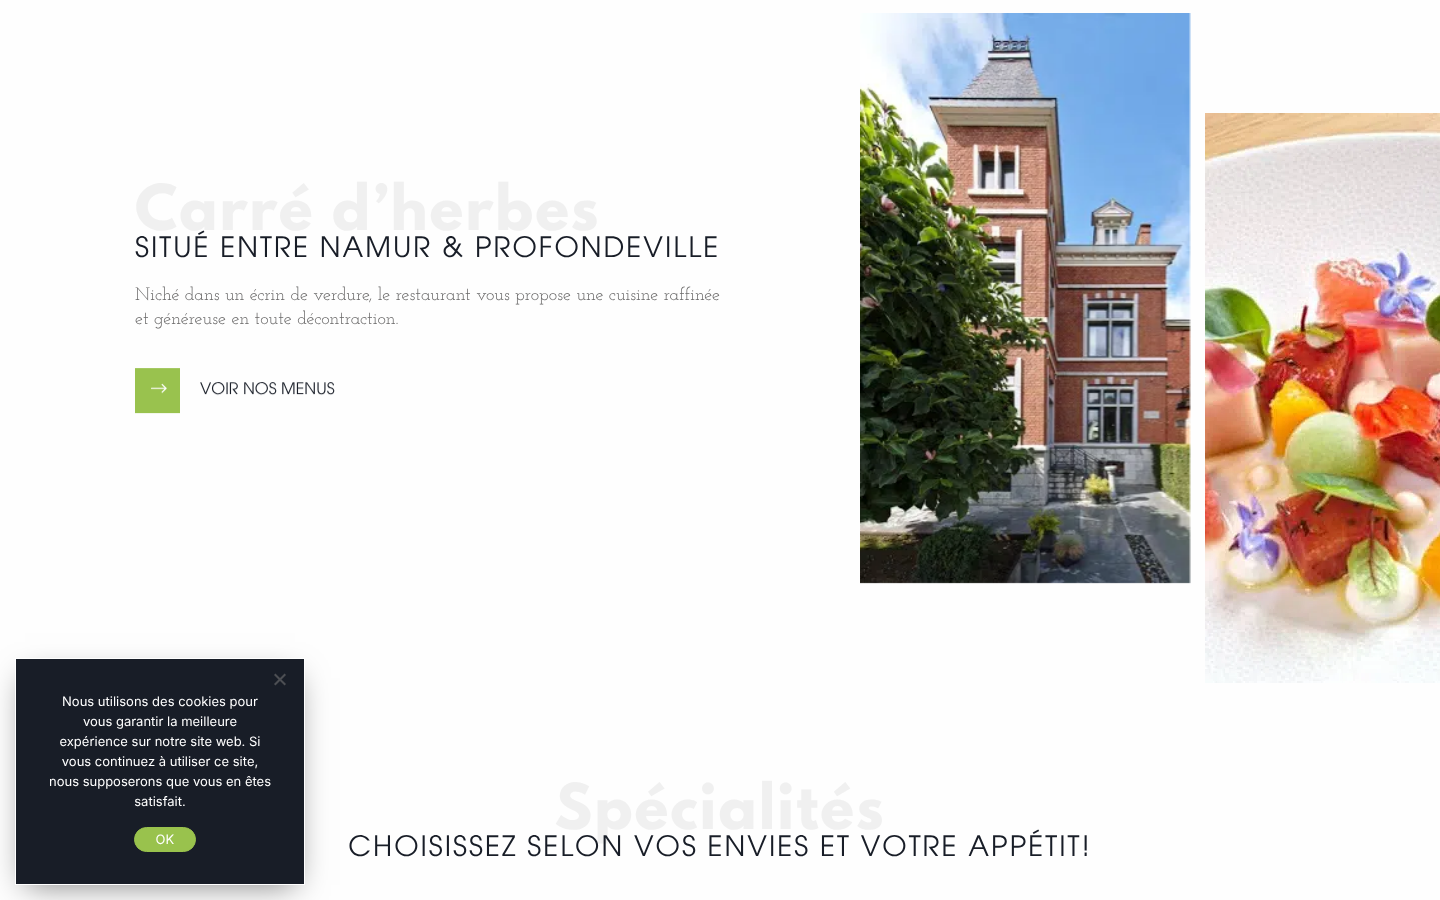 Carré d’herbes
SITUÉ ENTRE NAMUR & PROFONDEVILLE
Niché dans un écrin de verdure, le restaurant vous propose une cuisine raffinée
et généreuse en toute décontraction.
VOIR NOS MENUS
Nous utilisons des cookies pour
vous garantir la meilleure
expérience sur notre site web. Si
vous continuez à utiliser ce site,
nous supposerons que vous en êtes
satisfait.
OK
Spécialités
CHOISISSEZ SELON VOS ENVIES ET VOTRE APPÉTIT!